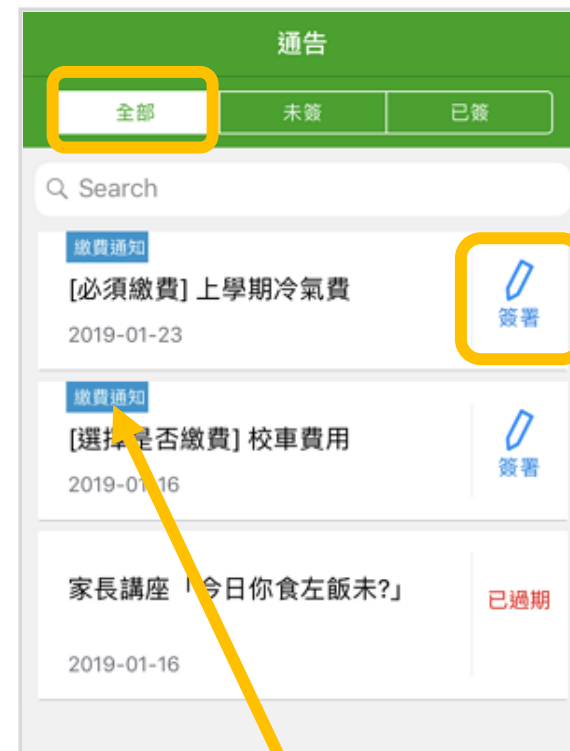 通告
全部 未簽 已簽
Search
繳費通知
[必須繳費] 上學期冷氣費
簽署
2019-01-23
繳費通知
[選擇是否繳費] 校車費用
簽署
2019-01-16
家長講座「今日你食左飯未?」
已過期
2019-01-16